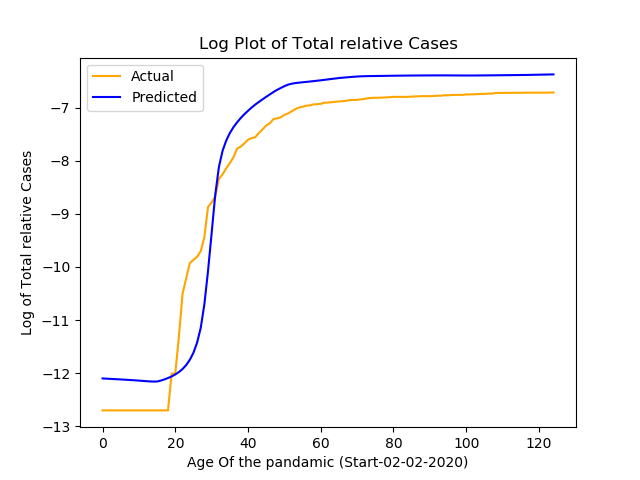 Log Plot of Total relative Cases
Actual
Predicted
Log of Total relative Cases
−7
−8
−9
−10
−11
−12
−13
0 20 40 60 80 100 120
Age Of the pandamic (Start-02-02-2020)